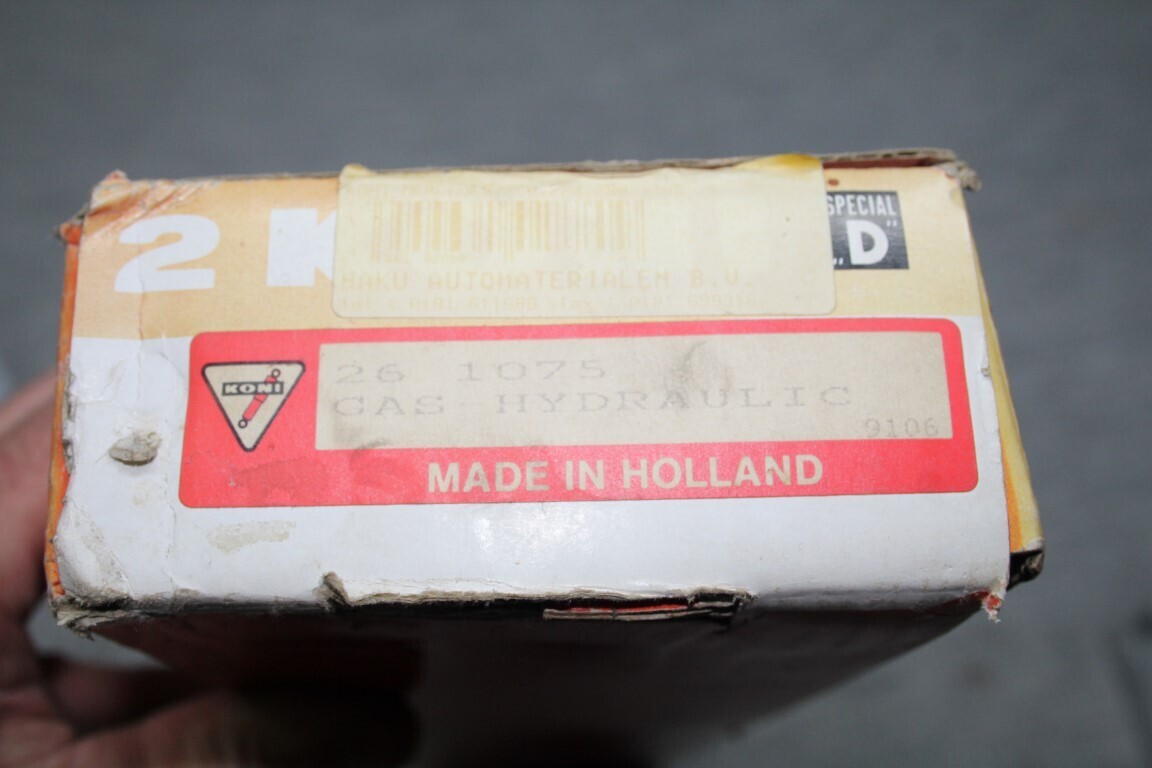 2 K
SPECIAL
„D"
HAKU AUTOMATERIALEN B.V.
KONI
26 1075
GAS HYDRAULIC
9106
MADE IN HOLLAND